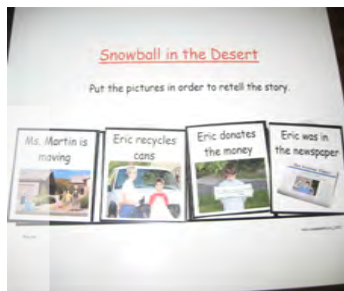 Snowball in the Desert
Put the pictures in order to retell the story.
Ms. Martin is
moving
Eric recycles
cans
Eric donates
the money
Eric was in
the newspaper